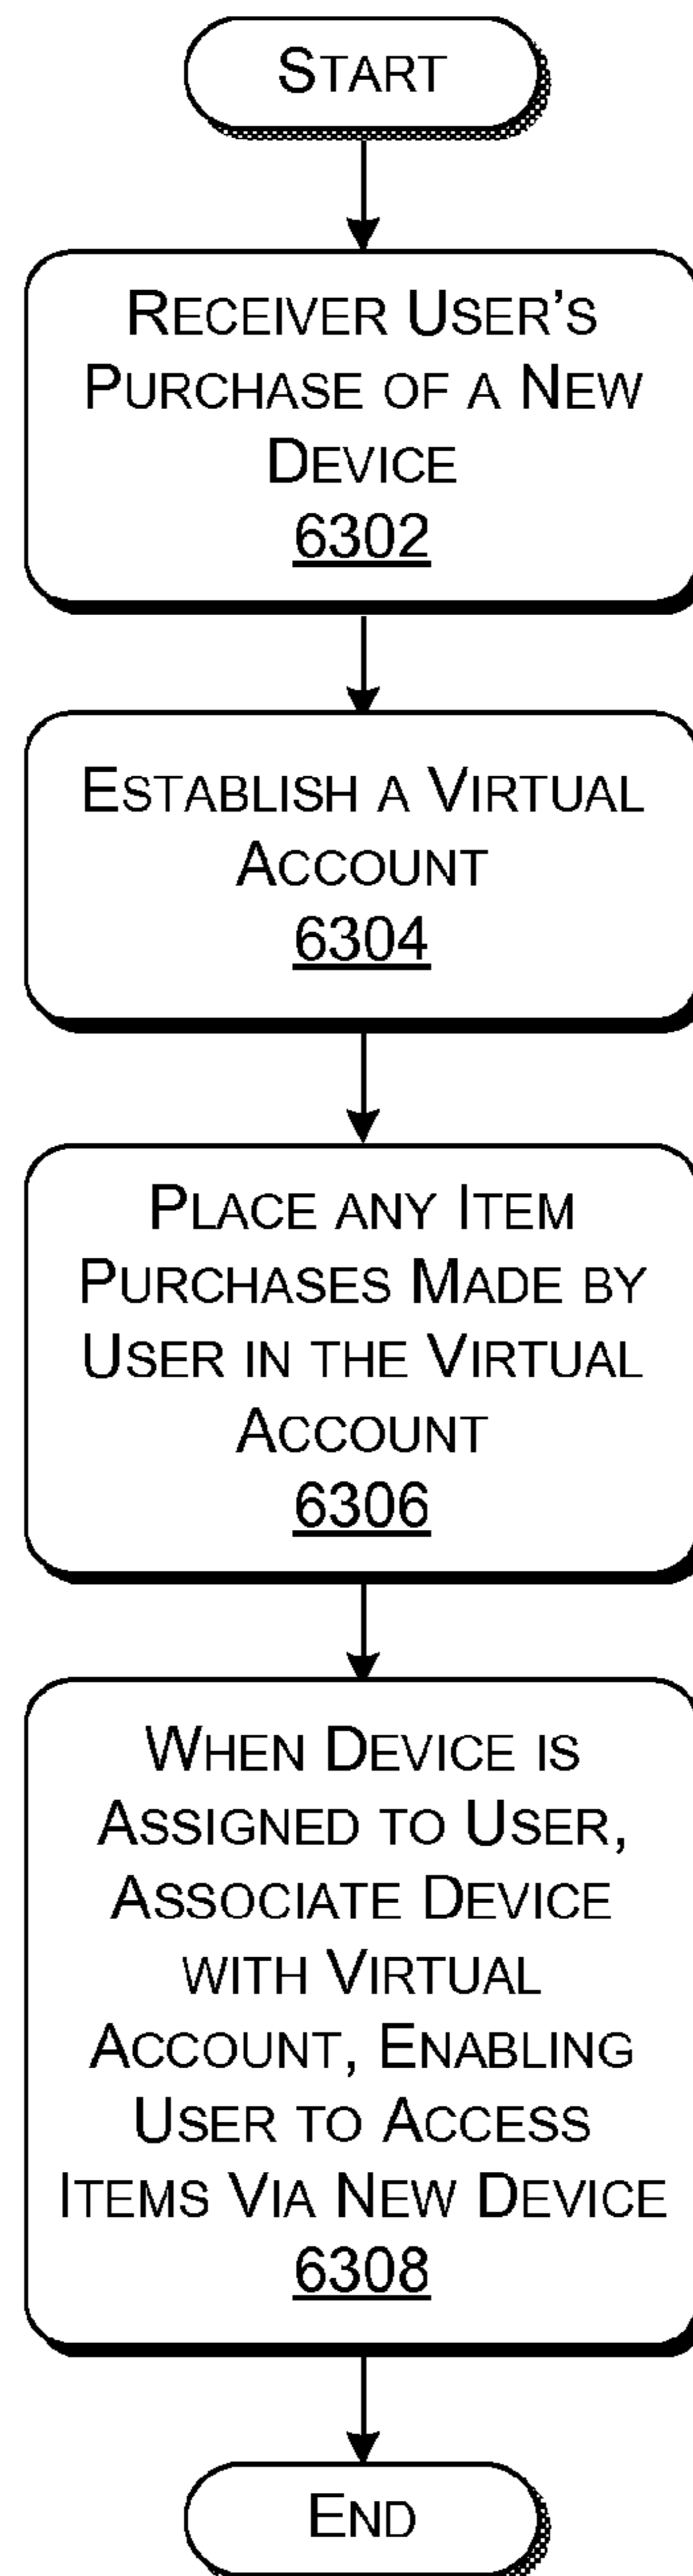 START
RECEIVER USER'S
PURCHASE OF A NEW
DEVICE
6302
ESTABLISH A VIRTUAL
ACCOUNT
6304
PLACE ANY ITEM
PURCHASES MADE BY
USER IN THE VIRTUAL
ACCOUNT
6306
WHEN DEVICE IS
ASSIGNED TO USER,
ASSOCIATE DEVICE
WITH VIRTUAL
ACCOUNT, ENABLING
USER TO ACCESS
ITEMS VIA NEW DEVICE
6308
END